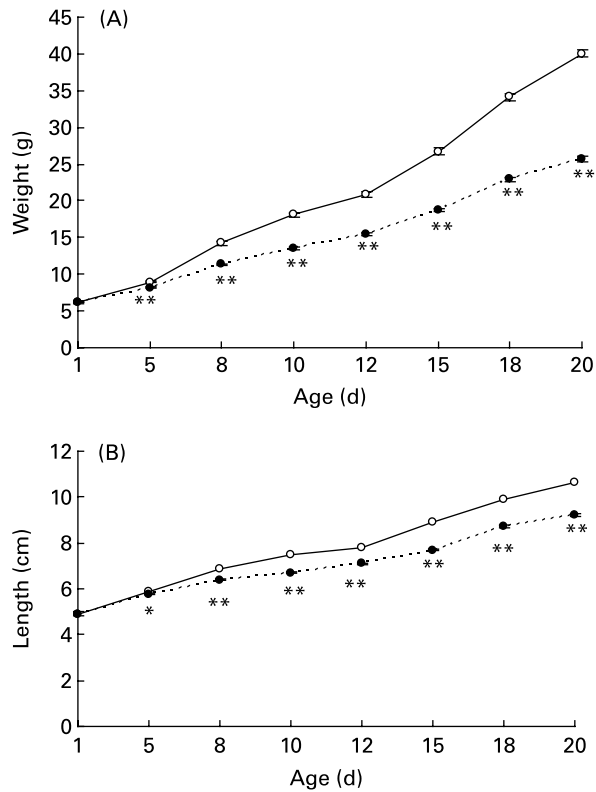 (A)
45
40
35
30
25
20
15
10
5
0
Weight (g)
** ** ** ** ** ** **
1 5 8 10 12 15 18 20
Age (d)
(B)
12
10
8
6
4
2
0
Length (cm)
* ** ** ** ** ** **
1 5 8 10 12 15 18 20
Age (d)